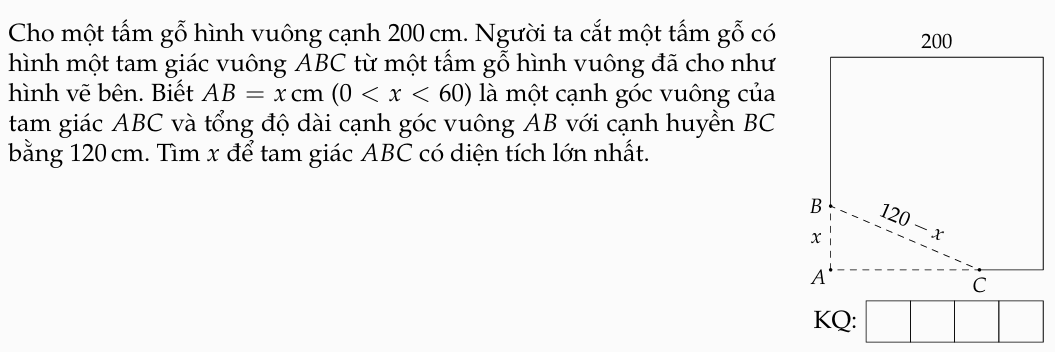 Cho một tấm gỗ hình vuông cạnh 200 cm. Người ta cắt một tấm gỗ có
hình một tam giác vuông ABC từ một tấm gỗ hình vuông đã cho như
hình vẽ bên. Biết AB = x cm (0 < x < 60) là một cạnh góc vuông của
tam giác ABC và tổng độ dài cạnh góc vuông AB với cạnh huyền BC
bằng 120 cm. Tìm x để tam giác ABC có diện tích lớn nhất.
200
B
120 − x
x
A
C
KQ: